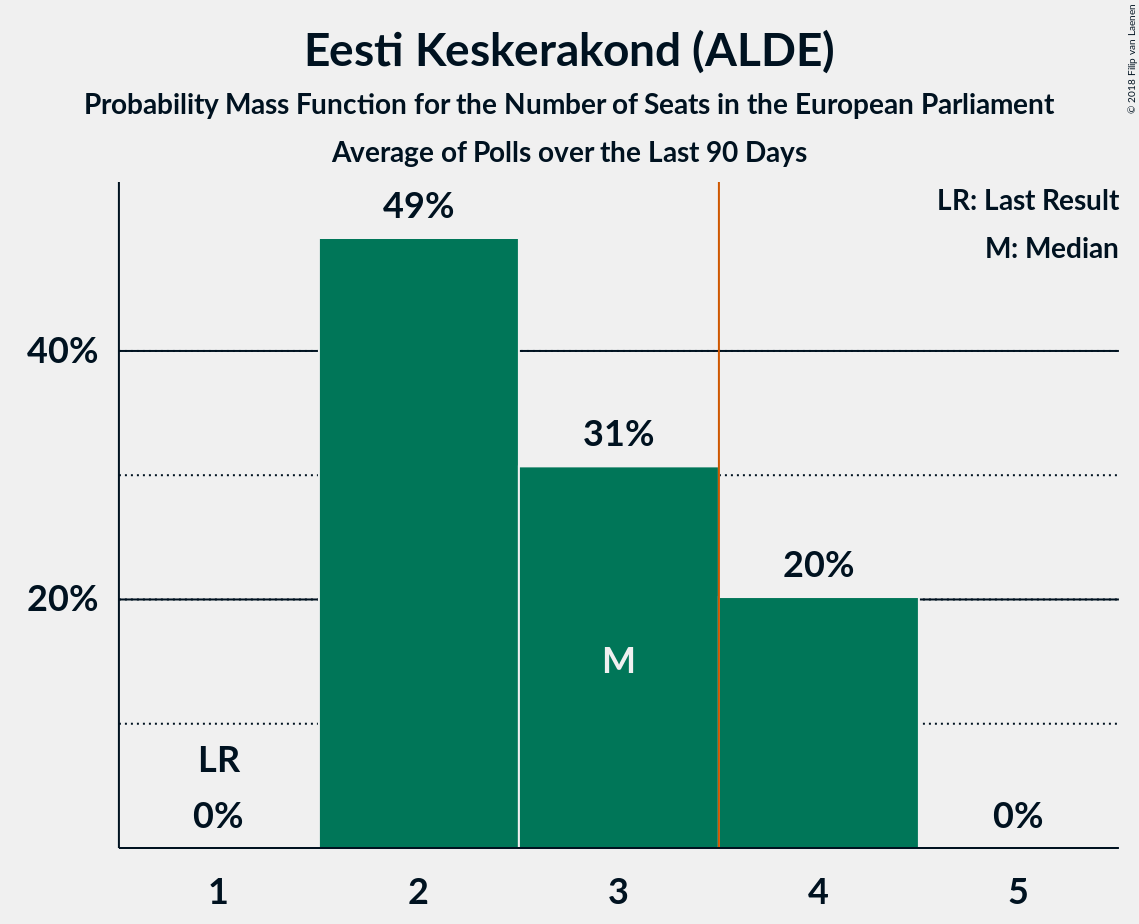 Eesti Keskerakond (ALDE)
Probability Mass Function for the Number of Seats in the European Parliament
Average of Polls over the Last 90 Days
© 2018 Filip van Laenen
LR: Last Result
M: Median
49%
40%
31%
20%
20%
M
LR
0%
0%
1
2
3
4
5